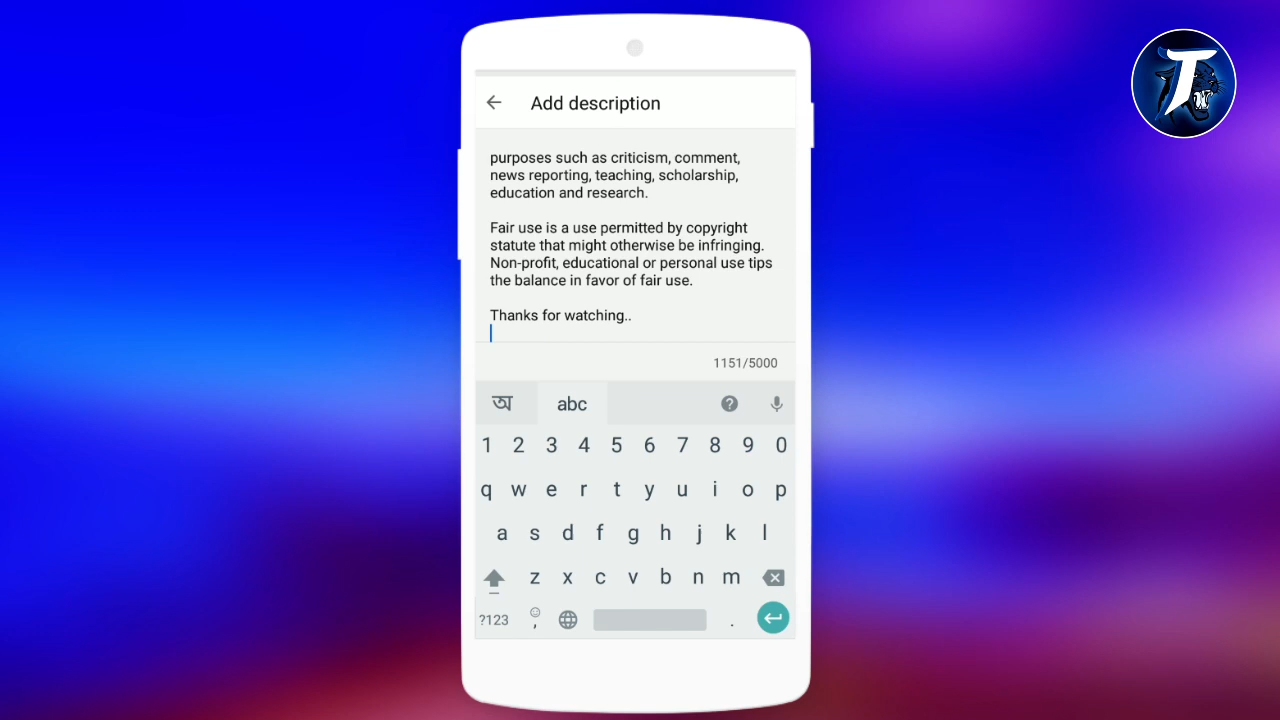 T
Add description
purposes such as criticism, comment,
news reporting, teaching, scholarship,
education and research.
Fair use is a use permitted by copyright
statute that might otherwise be infringing.
Non-profit, educational or personal use tips
the balance in favor of fair use.
Thanks for watching..
1151/5000
অ abc
1 2 3 4 5 6 7 8 9 0
q w e r t y u i o p
a s d f g h j k l
z x c v b n m
?123 , .